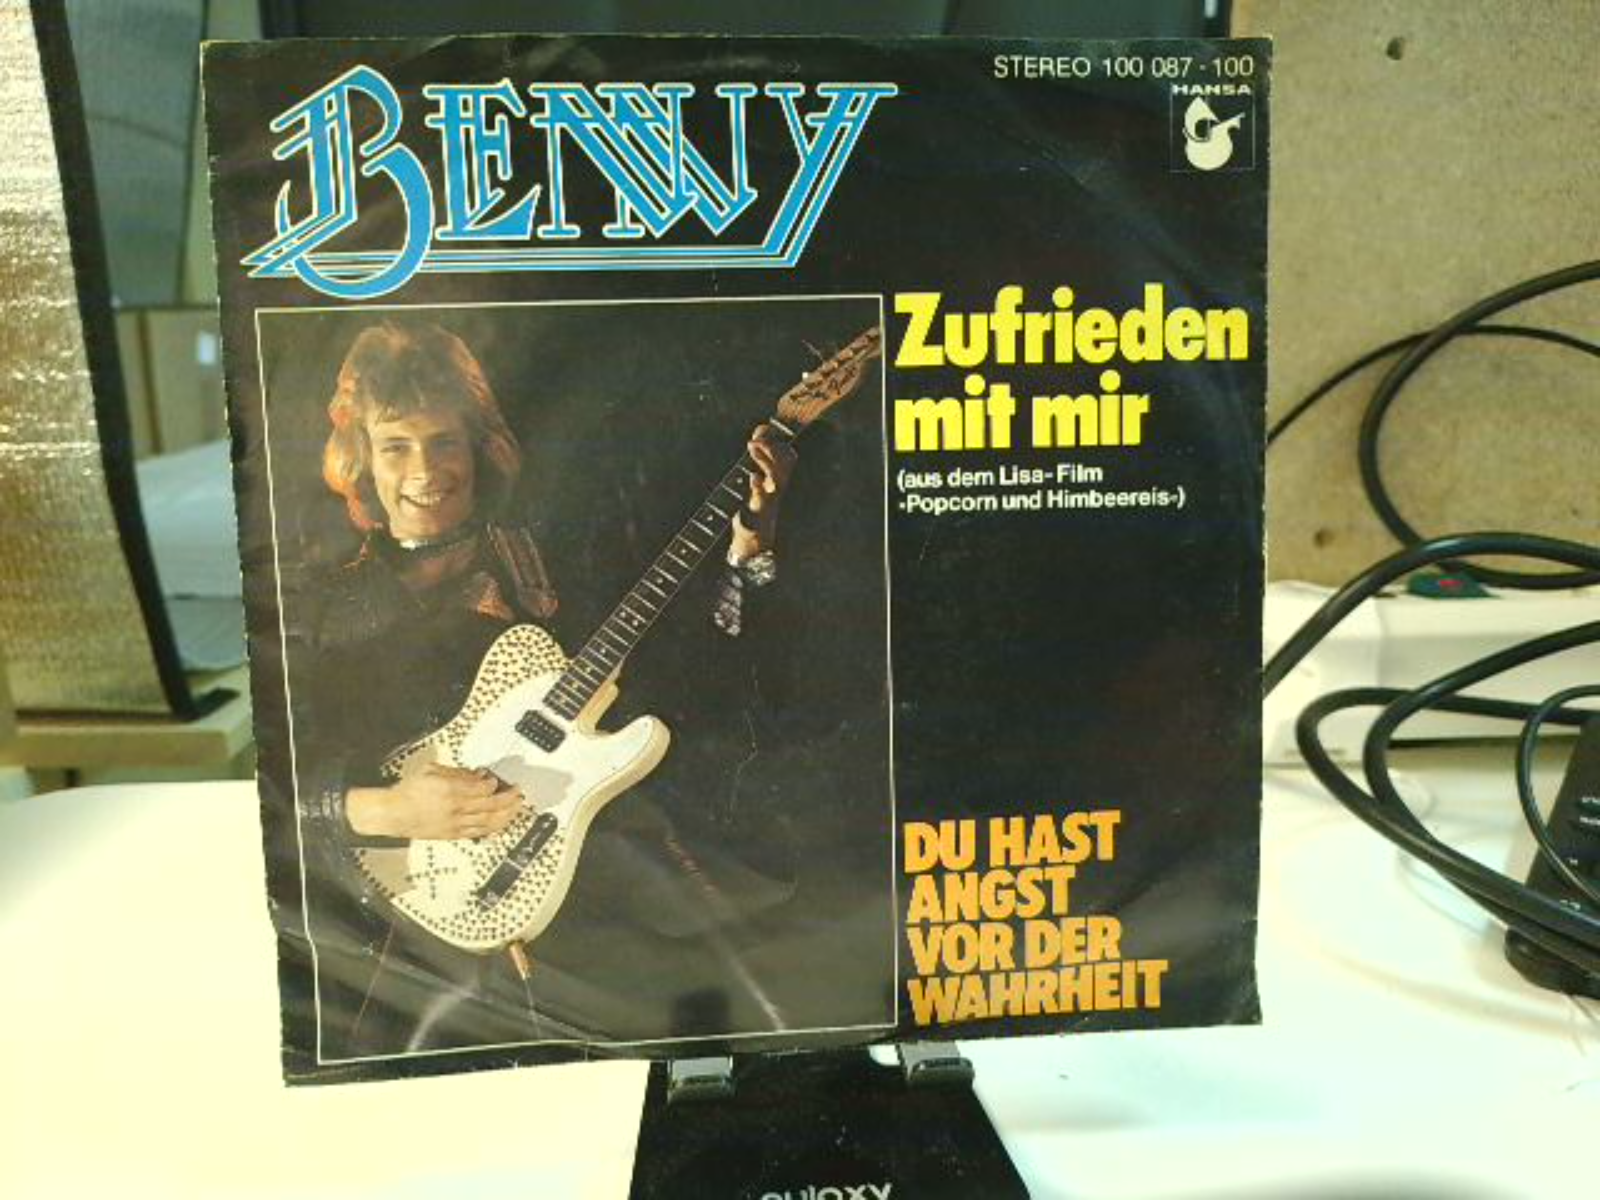 BENNY
STEREO 100 087 - 100
HANSA
Zufrieden
mit mir
(aus dem Lisa-Film
»Popcorn und Himbeereis«)
DU HAST
ANGST
VOR DER
WAHRHEIT